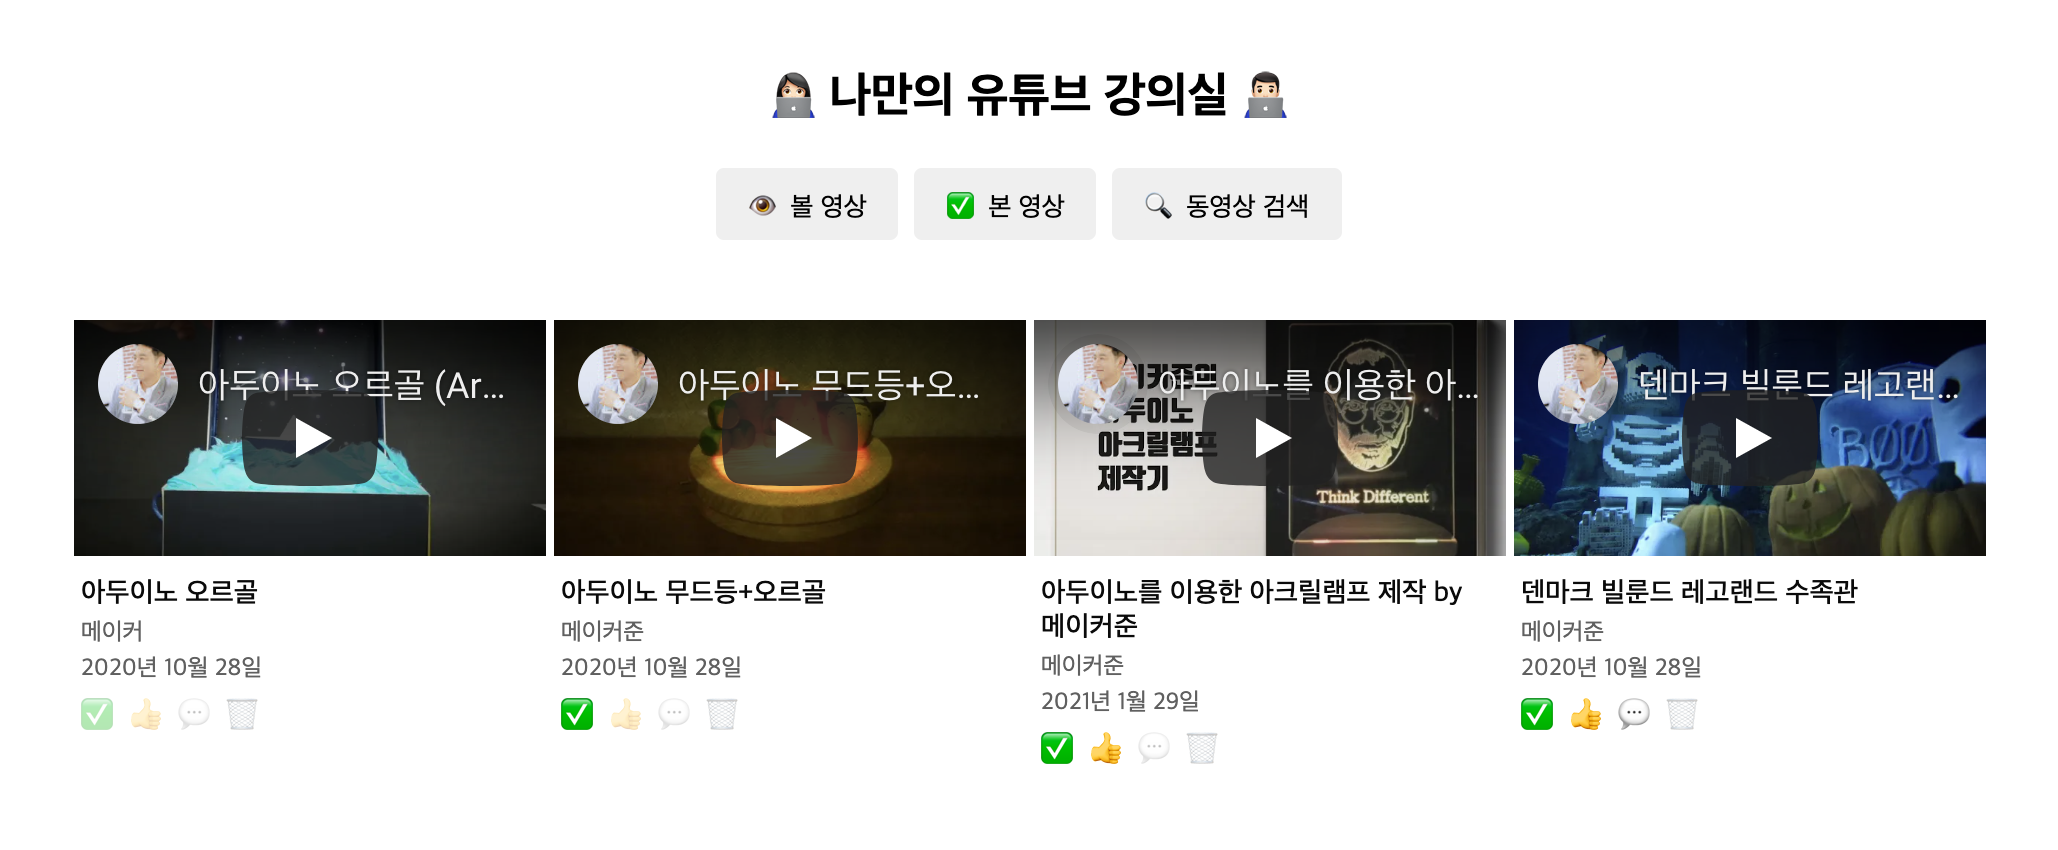 나만의 유튜브 강의실
볼 영상
본 영상
동영상 검색
아두이노 오르골 (Ar...
아두이노 무드등+오...
아두이노를 이용한 아...
덴마크 빌룬드 레고랜...
두이노
아크릴램프
제작기
Think Different
BOO
아두이노 오르골
메이커
2020년 10월 28일
아두이노 무드등+오르골
메이커준
2020년 10월 28일
아두이노를 이용한 아크릴램프 제작 by
메이커준
메이커준
2021년 1월 29일
덴마크 빌룬드 레고랜드 수족관
메이커준
2020년 10월 28일